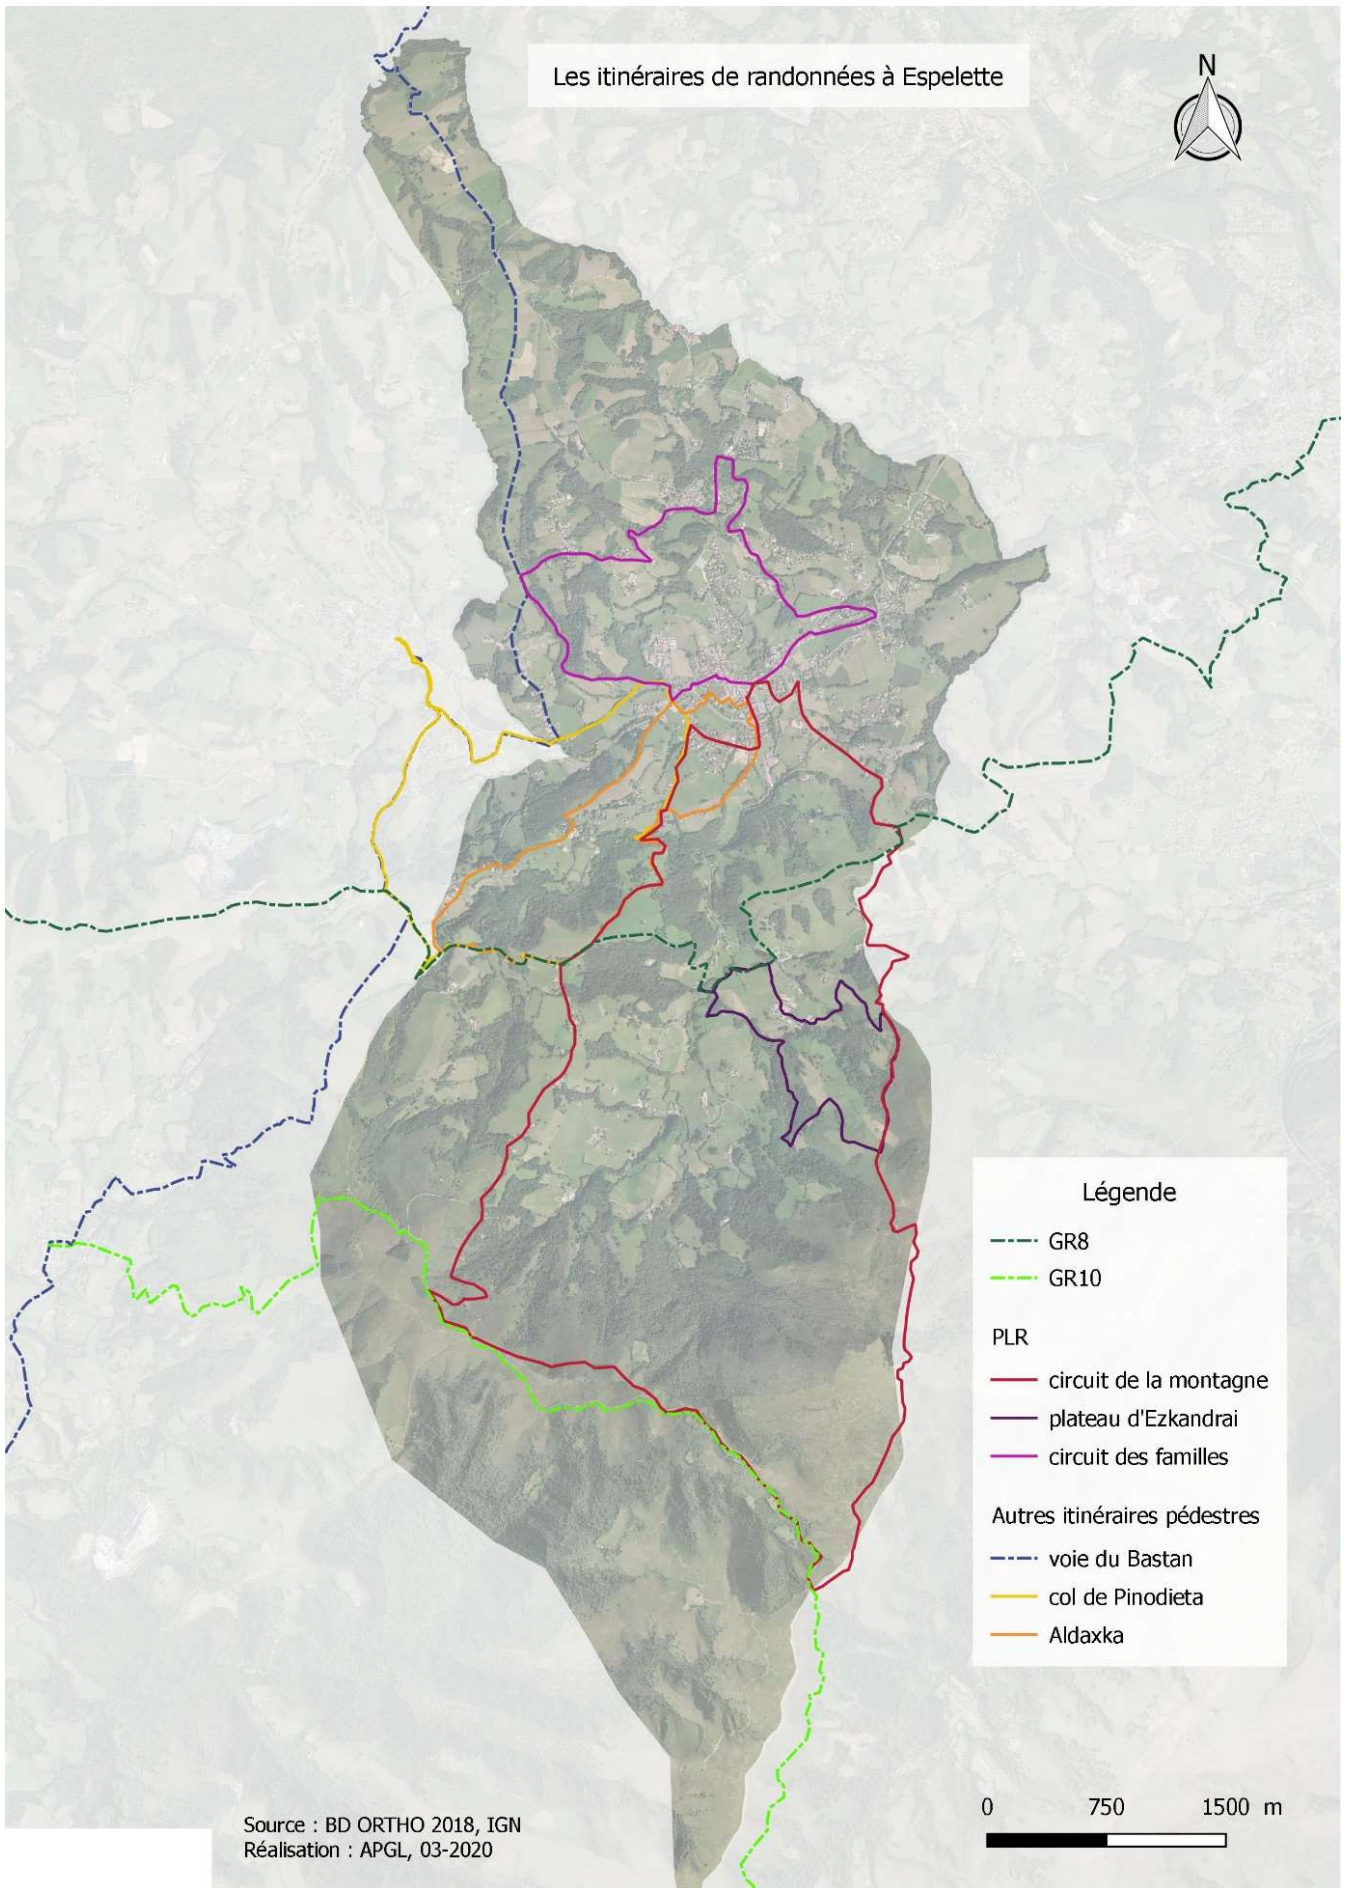 Les itinéraires de randonnées à Espelette
N
Légende
GR8
GR10
PLR
circuit de la montagne
plateau d'Ezkandrai
circuit des familles
Autres itinéraires pédestres
voie du Bastan
col de Pinodieta
Aldaxka
0 750 1500 m
Source : BD ORTHO 2018, IGN
Réalisation : APGL, 03-2020